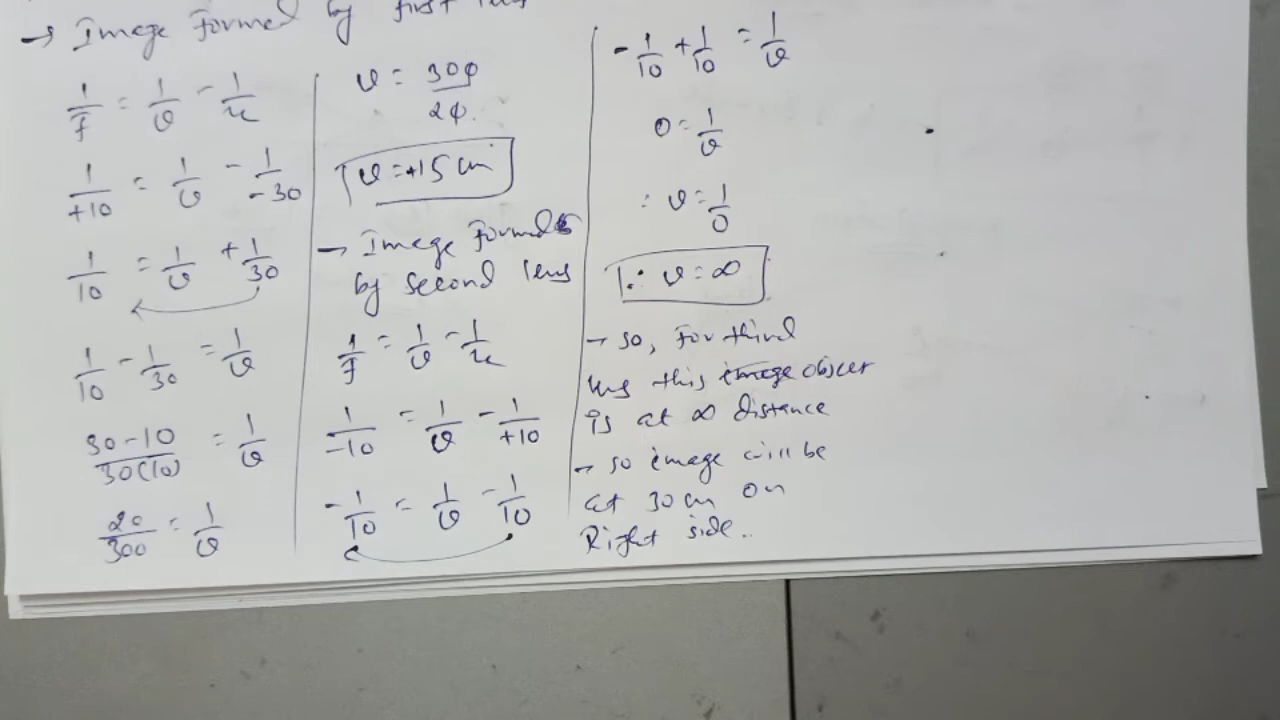 → Image formed by first lens
1/f = 1/v - 1/u
1/+10 = 1/v - 1/-30
1/10 = 1/v + 1/30
1/10 - 1/30 = 1/v
30-10/30(10) = 1/v
20/300 = 1/v
v = 300/20
v = +15 cm
→ Image formed
by second lens
1/f = 1/v - 1/u
1/-10 = 1/v - 1/+10
-1/10 = 1/v - 1/10
-1/10 + 1/10 = 1/v
0 = 1/v
∴ v = 1/0
∴ v = ∞
→ so, for third
lens this image object
is at ∞ distance
→ so image will be
at 30 cm on
Right side..